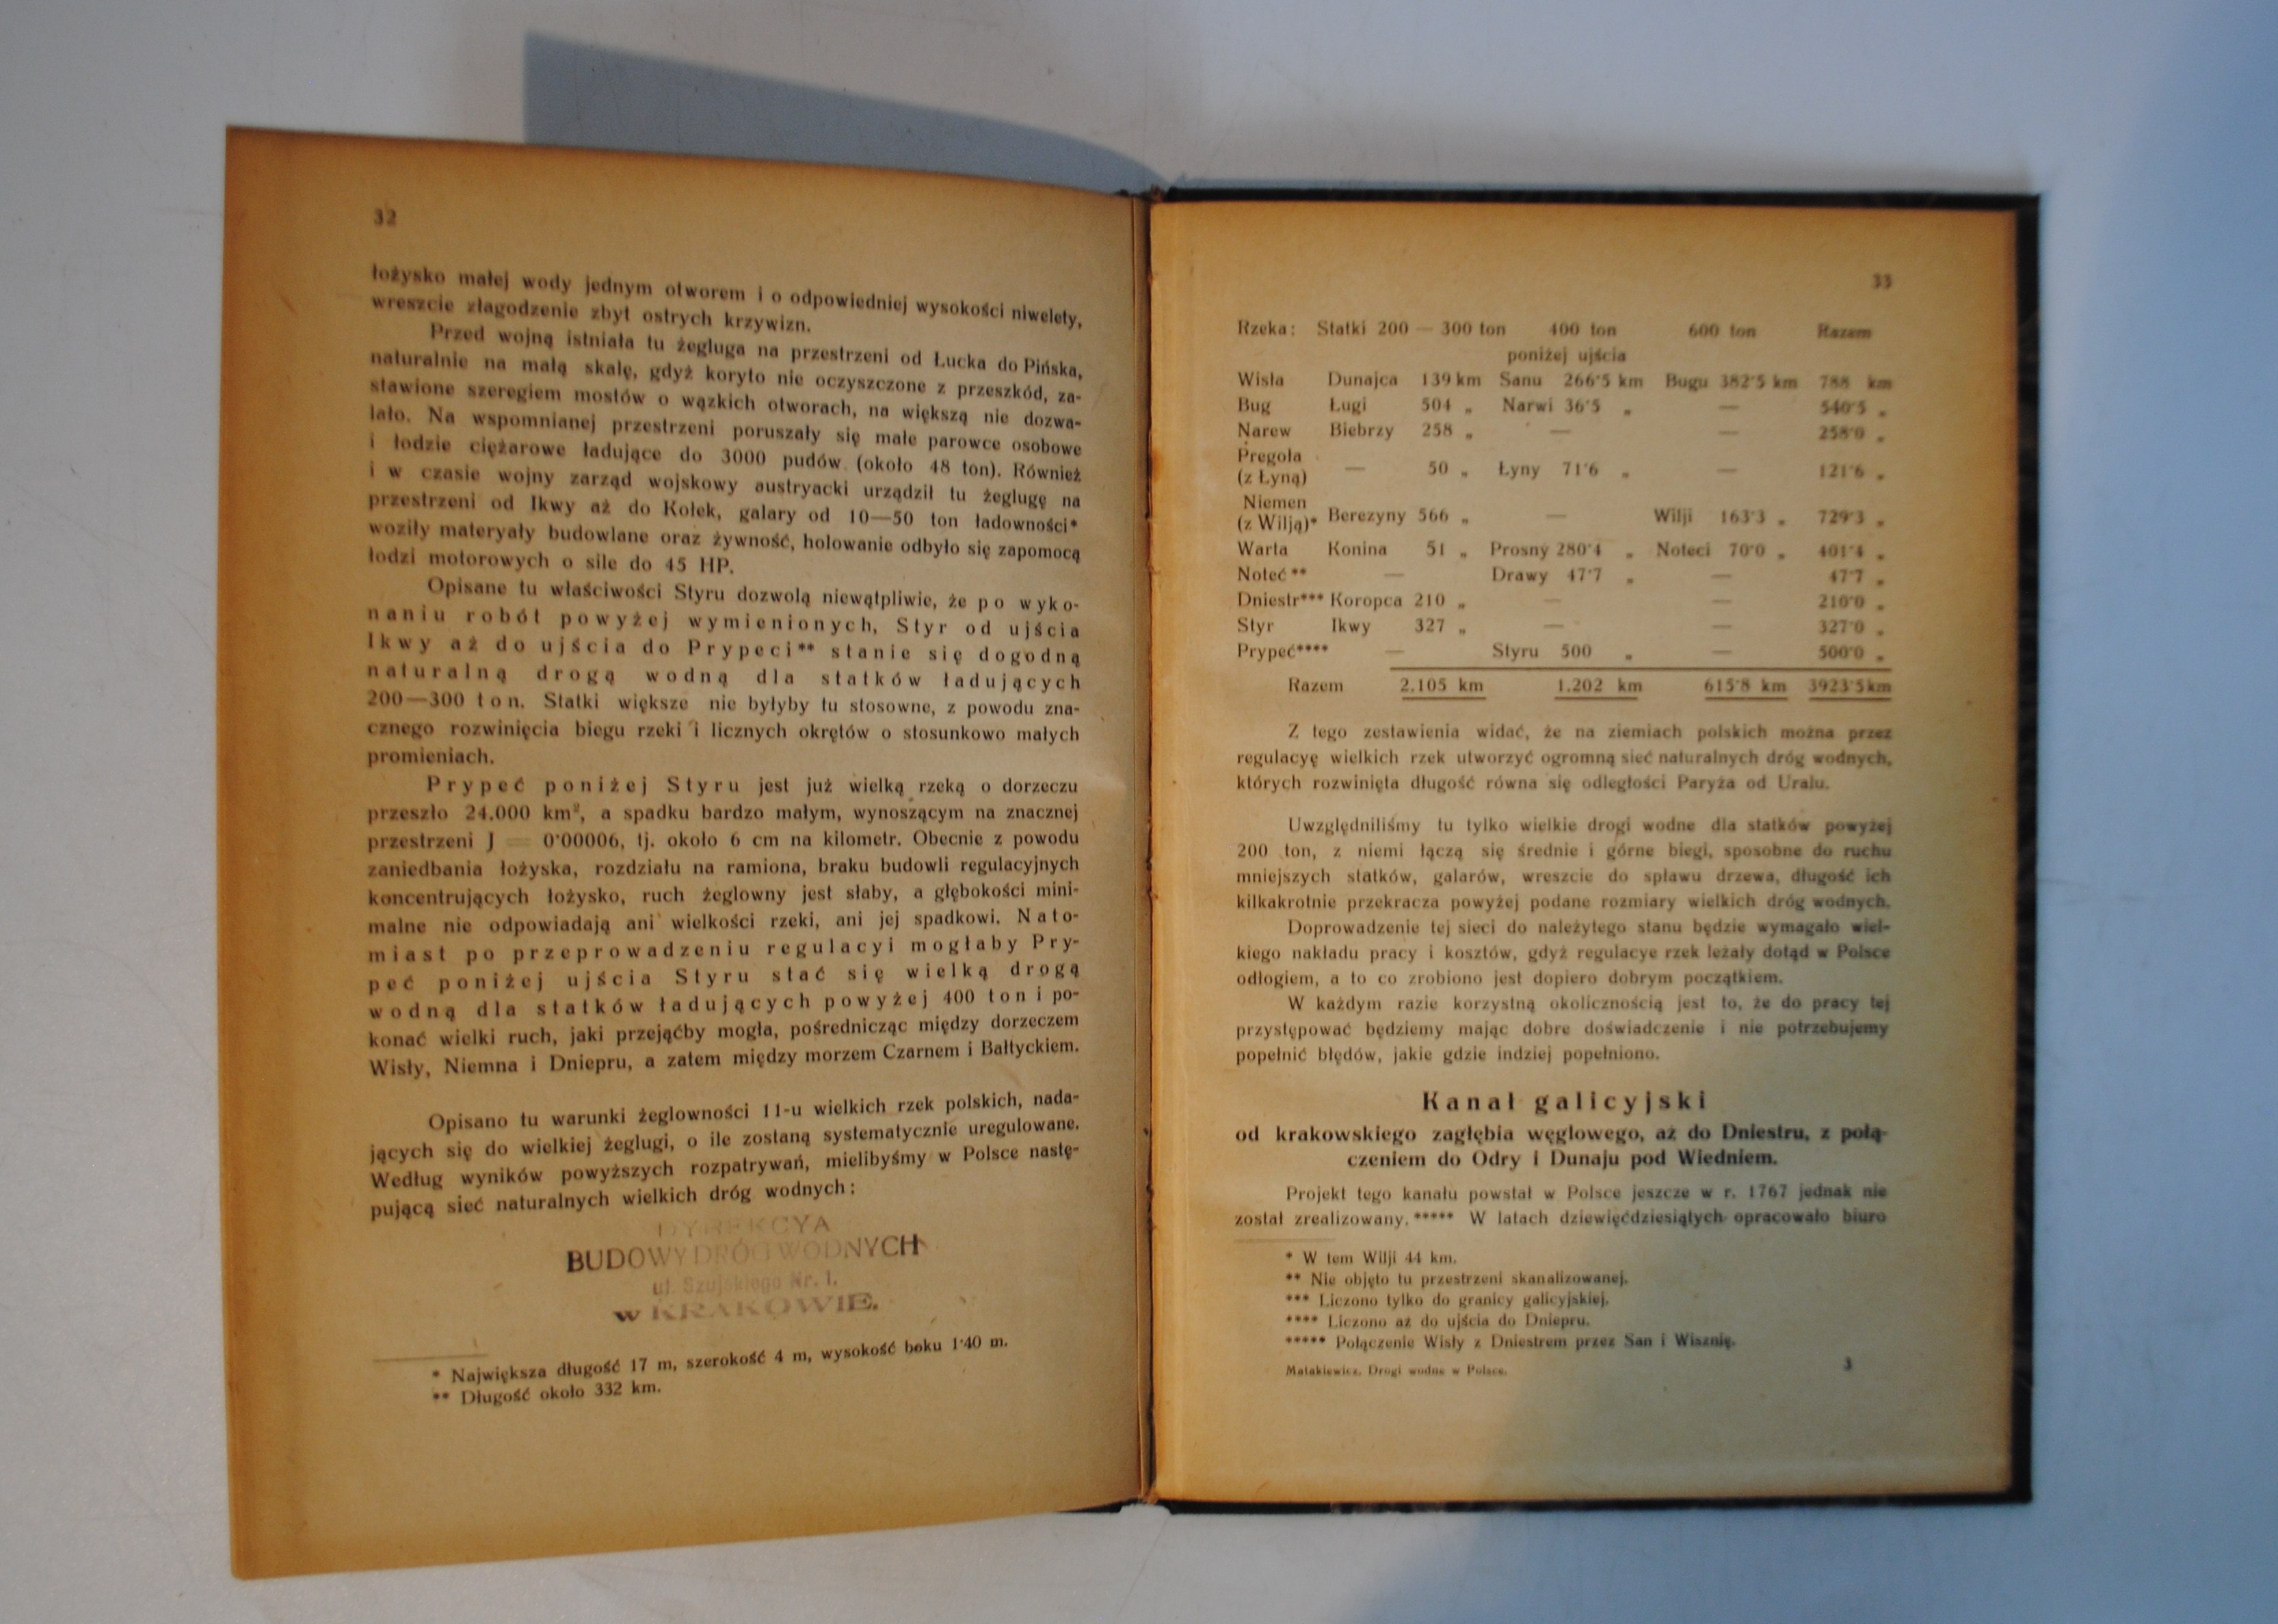 32
łożysko małej wody jednym otworem i o odpowiedniej wysokości niwelety,
wreszcie złagodzenie zbyt ostrych krzywizn.
Przed wojną istniała tu żegluga na przestrzeni od Łucka do Pińska,
naturalnie na małą skalę, gdyż koryto nie oczyszczone z przeszkód, za-
stawione szeregiem mostów o wązkich otworach, na większą nie dozwa-
lało. Na wspomnianej przestrzeni poruszały się małe parowce osobowe
i łodzie ciężarowe ładujące do 3000 pudów (około 48 ton). Również
i w czasie wojny zarząd wojskowy austryacki urządził tu żeglugę na
przestrzeni od Ikwy aż do Kołek, galary od 10—50 ton ładowności*
woziły materyały budowlane oraz żywność, holowanie odbyło się zapomocą
łodzi motorowych o sile do 45 HP.
Opisane tu właściwości Styru dozwolą niewątpliwie, że po wyko-
naniu robót powyżej wymienionych, Styr od ujścia
Ikwy aż do ujścia do Prypeci** stanie się dogodną
naturalną drogą wodną dla statków ładujących
200—300 ton. Statki większe nie byłyby tu stosowne, z powodu zna-
cznego rozwinięcia biegu rzeki i licznych okrętów o stosunkowo małych
promieniach.
Prypeć poniżej Styru jest już wielką rzeką o dorzeczu
przeszło 24.000 km², a spadku bardzo małym, wynoszącym na znacznej
przestrzeni J = 0·00006, tj. około 6 cm na kilometr. Obecnie z powodu
zaniedbania łożyska, rozdziału na ramiona, braku budowli regulacyjnych
koncentrujących łożysko, ruch żeglowny jest słaby, a głębokości mini-
malne nie odpowiadają ani wielkości rzeki, ani jej spadkowi. Nato-
miast po przeprowadzeniu regulacyi mogłaby Pry-
peć poniżej ujścia Styru stać się wielką drogą
wodną dla statków ładujących powyżej 400 ton i po-
konać wielki ruch, jaki przejąćby mogła, pośrednicząc między dorzeczem
Wisły, Niemna i Dniepru, a zatem między morzem Czarnem i Bałtyckiem.
Opisano tu warunki żeglowności 11-u wielkich rzek polskich, nada-
jących się do wielkiej żeglugi, o ile zostaną systematycznie uregulowane.
Według wyników powyższych rozpatrywań, mielibyśmy w Polsce nastę-
pującą sieć naturalnych wielkich dróg wodnych:
DYREKCYA
BUDOWY DRÓG WODNYCH
ul. Szujskiego Nr. 1.
w KRAKOWIE.
* Największa długość 17 m, szerokość 4 m, wysokość boku 1·40 m.
** Długość około 332 km.
33
Rzeka: Statki 200 — 300 ton 400 ton 600 ton Razem
poniżej ujścia
Wisła Dunajca 139 km Sanu 266·5 km Bugu 382·5 km 788 km
Bug Ługi 504 „ Narwi 36·5 „ — 540·5 „
Narew Biebrzy 258 „ — — 258·0 „
Pregoła
(z Łyną) — 50 „ Łyny 71·6 „ — 121·6 „
Niemen
(z Wilją)* Berezyny 566 „ — Wilji 163·3 „ 729·3 „
Warta Konina 51 „ Prosny 280·4 „ Noteci 70·0 „ 401·4 „
Noteć** — Drawy 47·7 „ — 47·7 „
Dniestr*** Koropca 210 „ — — 210·0 „
Styr Ikwy 327 „ — — 327·0 „
Prypeć**** — Styru 500 „ — 500·0 „
Razem 2.105 km 1.202 km 615·8 km 3923·5 km
Z tego zestawienia widać, że na ziemiach polskich można przez
regulacyę wielkich rzek utworzyć ogromną sieć naturalnych dróg wodnych,
których rozwinięta długość równa się odległości Paryża od Uralu.
Uwzględniliśmy tu tylko wielkie drogi wodne dla statków powyżej
200 ton, z niemi łączą się średnie i górne biegi, sposobne do ruchu
mniejszych statków, galarów, wreszcie do spławu drzewa, długość ich
kilkakrotnie przekracza powyżej podane rozmiary wielkich dróg wodnych.
Doprowadzenie tej sieci do należytego stanu będzie wymagało wiel-
kiego nakładu pracy i kosztów, gdyż regulacye rzek leżały dotąd w Polsce
odłogiem, a to co zrobiono jest dopiero dobrym początkiem.
W każdym razie korzystną okolicznością jest to, że do pracy tej
przystępować będziemy mając dobre doświadczenie i nie potrzebujemy
popełnić błędów, jakie gdzie indziej popełniono.
Kanał galicyjski
od krakowskiego zagłębia węglowego, aż do Dniestru, z połą-
czeniem do Odry i Dunaju pod Wiedniem.
Projekt tego kanału powstał w Polsce jeszcze w r. 1767 jednak nie
został zrealizowany.***** W latach dziewięćdziesiątych opracowało biuro
* W tem Wilji 44 km.
** Nie objęto tu przestrzeni skanalizowanej.
*** Liczono tylko do granicy galicyjskiej.
**** Liczono aż do ujścia do Dniepru.
***** Połączenie Wisły z Dniestrem przez San i Wisznię.
Matakiewicz. Drogi wodne w Polsce. 3